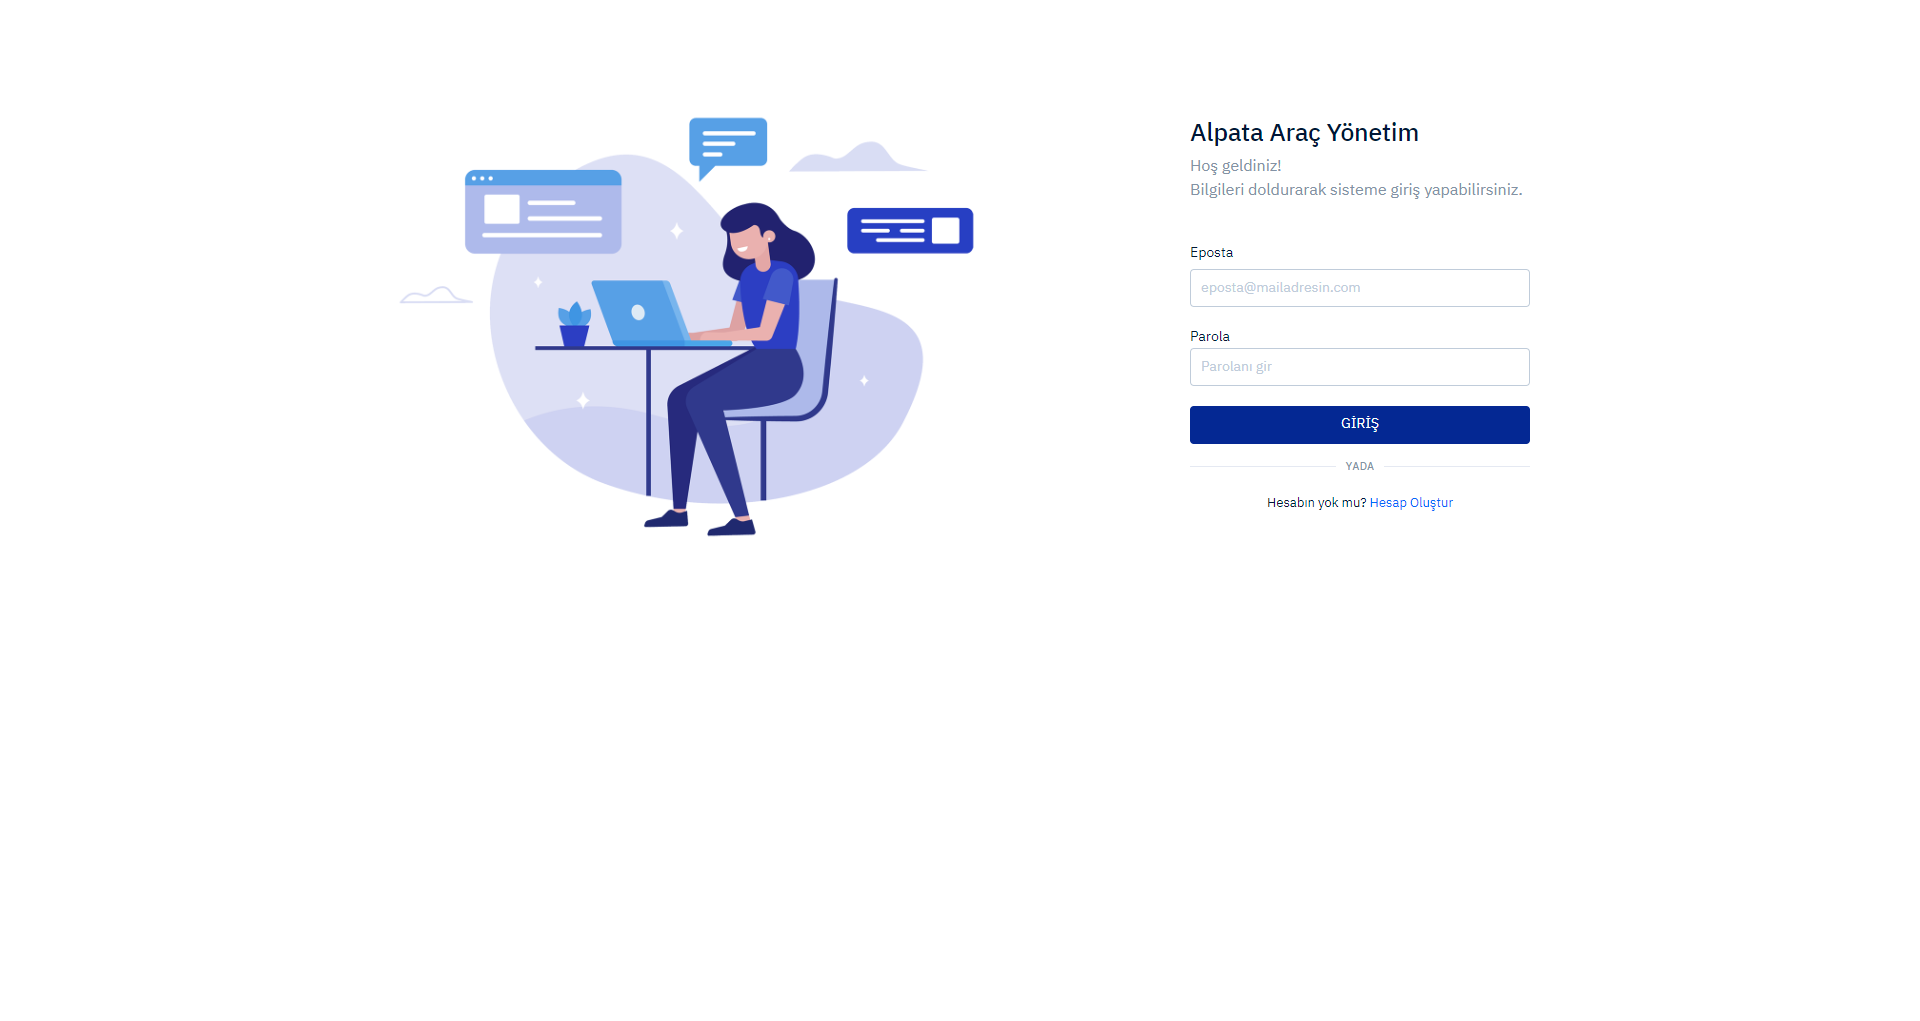 Alpata Araç Yönetim
Hoş geldiniz!
Bilgileri doldurarak sisteme giriş yapabilirsiniz.
Eposta
eposta@mailadresin.com
Parola
Parolanı gir
GİRİŞ
YADA
Hesabın yok mu? Hesap Oluştur